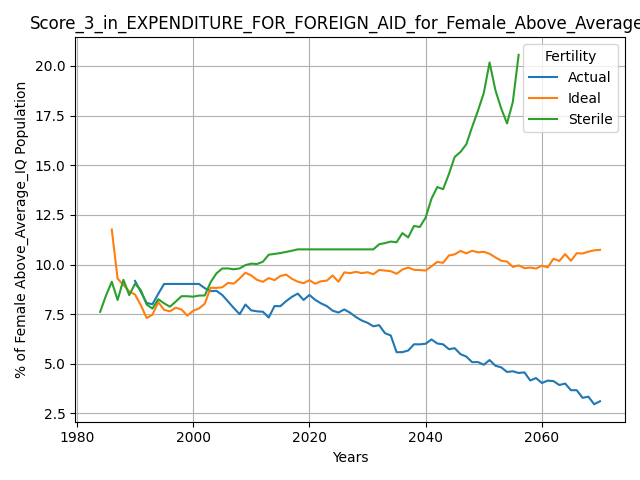 Score_3_in_EXPENDITURE_FOR_FOREIGN_AID_for_Female_Above_Average
Fertility
Actual
Ideal
Sterile
% of Female Above_Average_IQ Population
20.0
17.5
15.0
12.5
10.0
7.5
5.0
2.5
1980
2000
2020
2040
2060
Years